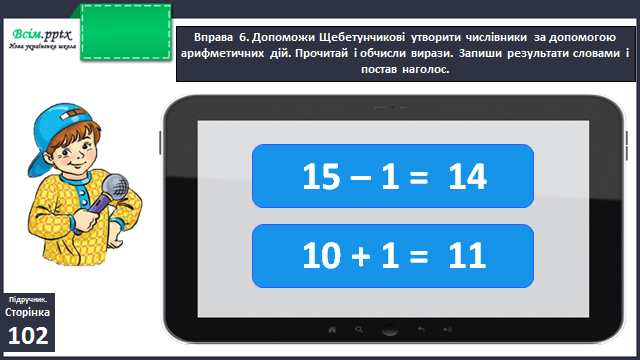 Всім.pptx
Нова українська школа
Вправа 6. Допоможи Щебетунчикові утворити числівники за допомогою
арифметичних дій. Прочитай і обчисли вирази. Запиши результати словами і
постав наголос.
15 – 1 = 14
10 + 1 = 11
Підручник.
Сторінка
102